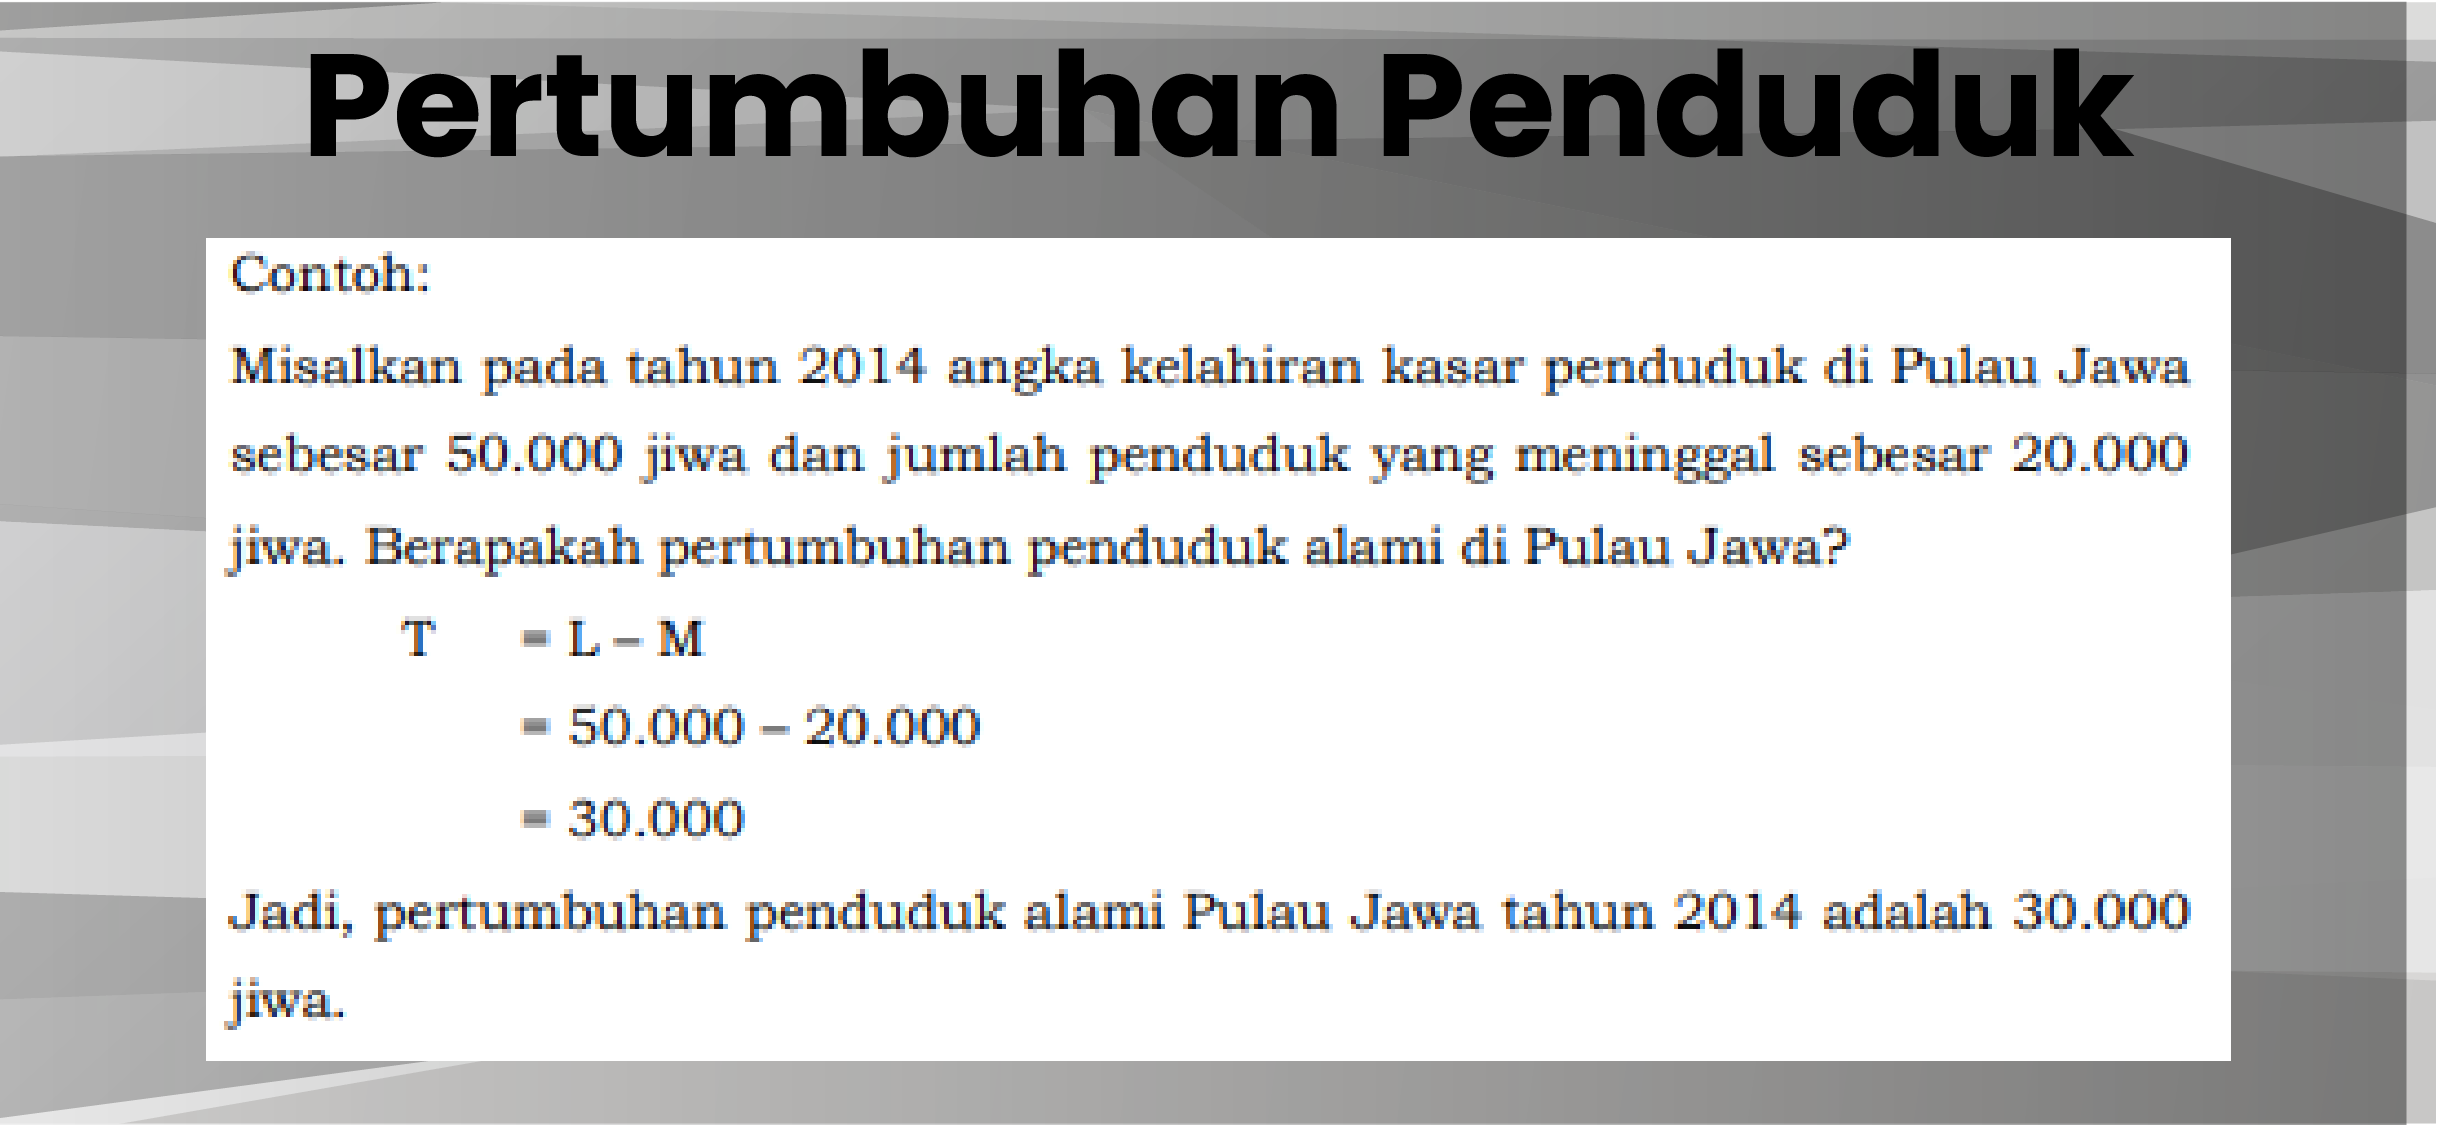 Pertumbuhan Penduduk
Contoh:
Misalkan pada tahun 2014 angka kelahiran kasar penduduk di Pulau Jawa
sebesar 50.000 jiwa dan jumlah penduduk yang meninggal sebesar 20.000
jiwa. Berapakah pertumbuhan penduduk alami di Pulau Jawa?
T = L – M
= 50.000 – 20.000
= 30.000
Jadi, pertumbuhan penduduk alami Pulau Jawa tahun 2014 adalah 30.000
jiwa.